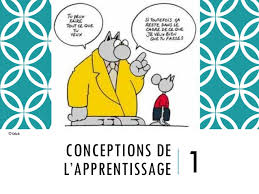 TU PEUX
FAIRE
TOUT CE QUE
TU
VEUX
SI TOUTEFOIS ÇA
RESTE DANS LE
CADRE DE CE QUE
JE VEUX BIEN
QUE TU FASSES!
CONCEPTIONS DE
L'APPRENTISSAGE
1